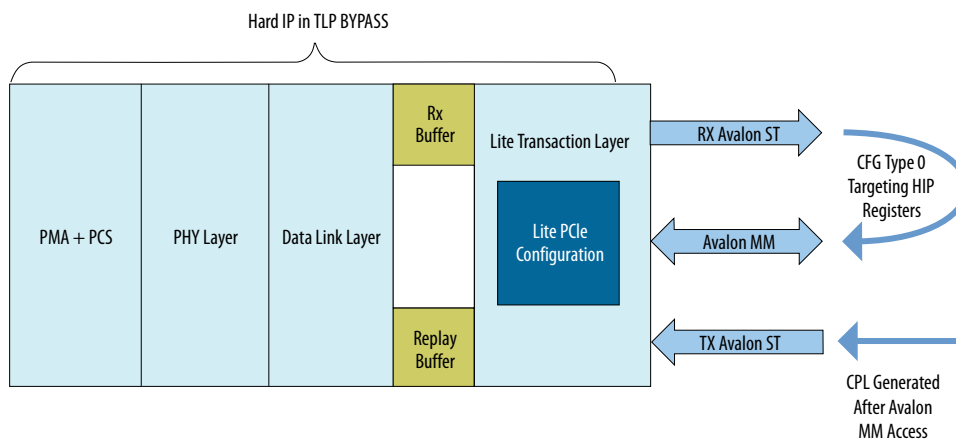 Hard IP in TLP BYPASS
PMA + PCS
PHY Layer
Data Link Layer
Rx
Buffer
Replay
Buffer
Lite Transaction Layer
Lite PCIe
Configuration
RX Avalon ST
Avalon MM
TX Avalon ST
CFG Type 0
Targeting HIP
Registers
CPL Generated
After Avalon
MM Access